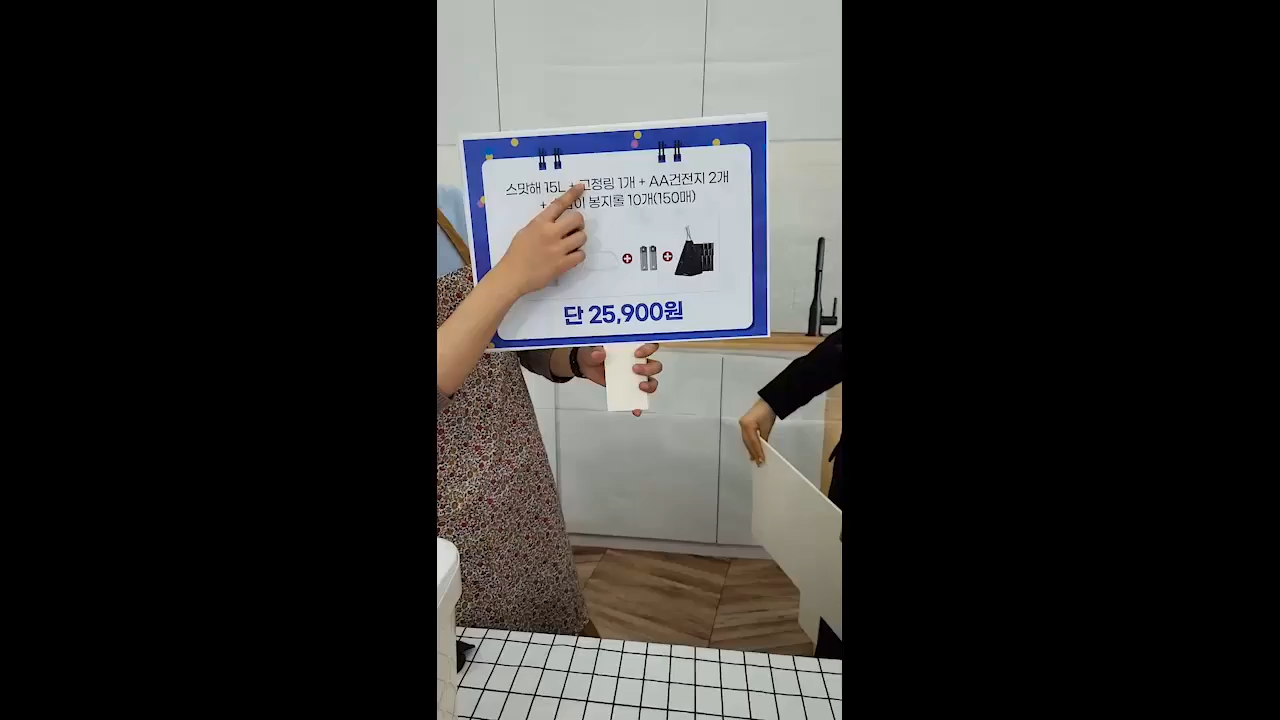 스맛해 15L + 고정링 1개 + AA건전지 2개
+ 봉지롤 10개(150매)
단 25,900원